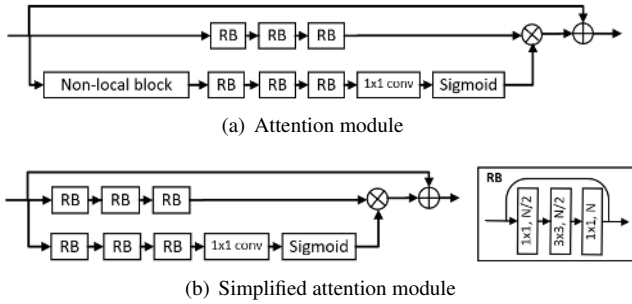 RB RB RB
Non-local block RB RB RB 1x1 conv Sigmoid
(a) Attention module
RB RB RB
RB RB RB 1x1 conv Sigmoid
RB
1x1, N/2
3x3, N/2
1x1, N
(b) Simplified attention module